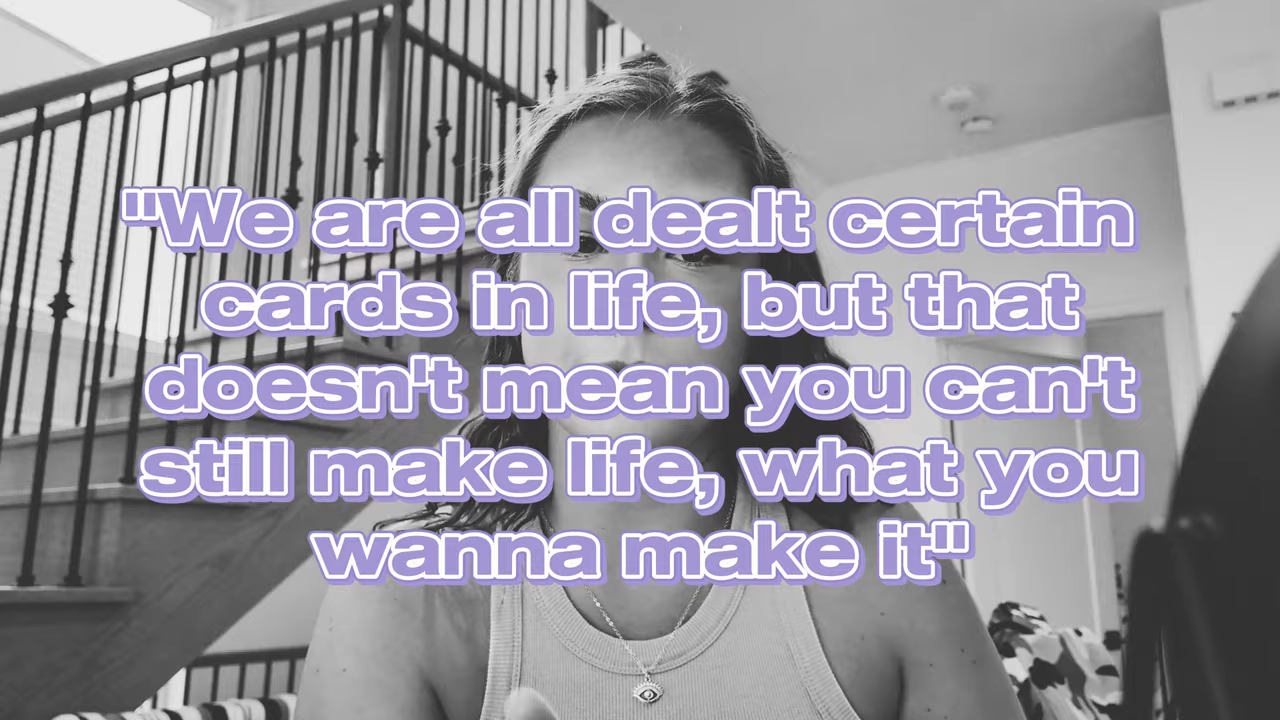 "We are all dealt certain
cards in life, but that
doesn't mean you can't
still make life, what you
wanna make it"